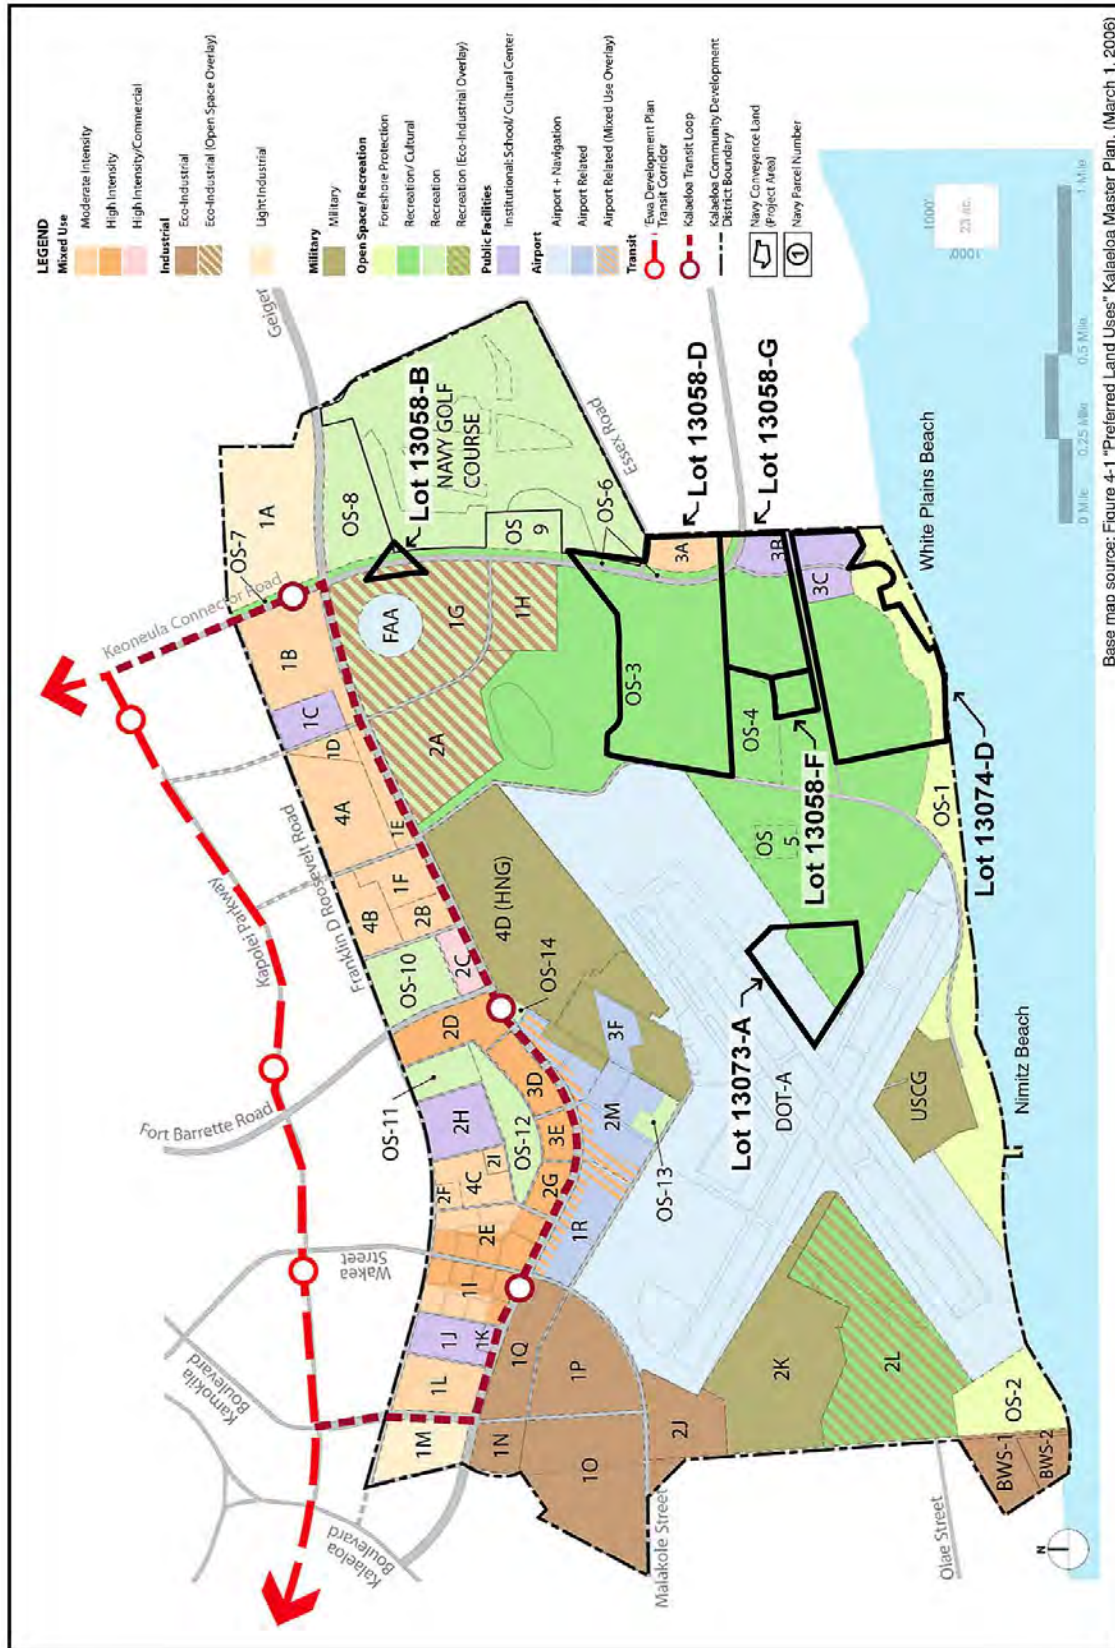 LEGEND
Mixed Use
Moderate Intensity
High Intensity
High Intensity/Commercial
Industrial
Eco-Industrial
Eco-Industrial (Open Space Overlay)
Light Industrial
Military
Military
Open Space/ Recreation
Foreshore Protection
Recreation/ Cultural
Recreation
Recreation (Eco-Industrial Overlay)
Public Facilities
Institutional: School/ Cultural Center
Airport
Airport + Navigation
Airport Related
Airport Related (Mixed Use Overlay)
Transit
'Ewa Development Plan
Transit Corridor
Kalaeloa Transit Loop
Kalaeloa Community Development
District Boundary
Navy Conveyance Land
(Project Area)
1
Navy Parcel Number
Kamokila
Boulevard
Kalaeloa
Boulevard
Wakea
Street
Fort Barrette Road
Kapolei Parkway
Franklin D Roosevelt Road
Keoneula Connector Road
Geiger
Essex Road
Malakole Street
Olae Street
1A
OS-7
OS-8
1B
1C
1D
4A
1E
1F
4B
2B
2C
OS-10
2D
OS-11
2H
OS-12
3D
3E
2G
2I
4C
2F
2E
1I
1J
1K
1L
1M
1N
1O
1P
1Q
1R
2M
3F
OS-13
OS-14
4D (HNG)
2A
FAA
1G
1H
OS
9
OS-6
NAVY GOLF
COURSE
Lot 13058-B
Lot 13058-D
Lot 13058-G
Lot 13058-F
Lot 13073-A
Lot 13074-D
3A
3B
3C
OS-3
OS-4
OS
5
OS-1
DOT-A
USCG
2J
2K
2L
OS-2
BWS-1
BWS-2
Nimitz Beach
White Plains Beach
N
0 Mile
0.25 Mile
0.5 Mile
1 Mile
1000'
1000'
23 ac.
Base map source: Figure 4-1 "Preferred Land Uses" Kalaeloa Master Plan. (March 1, 2006)